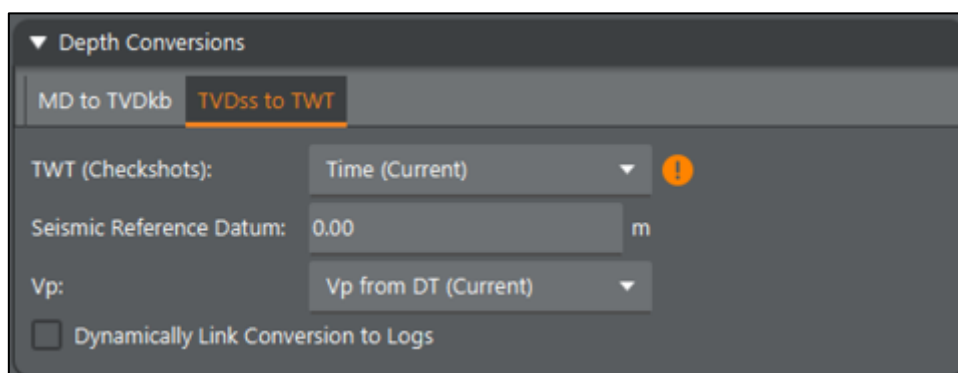 Depth Conversions
MD to TVDkb TVDss to TWT
TWT (Checkshots): Time (Current) !
Seismic Reference Datum: 0.00 m
Vp: Vp from DT (Current)
Dynamically Link Conversion to Logs